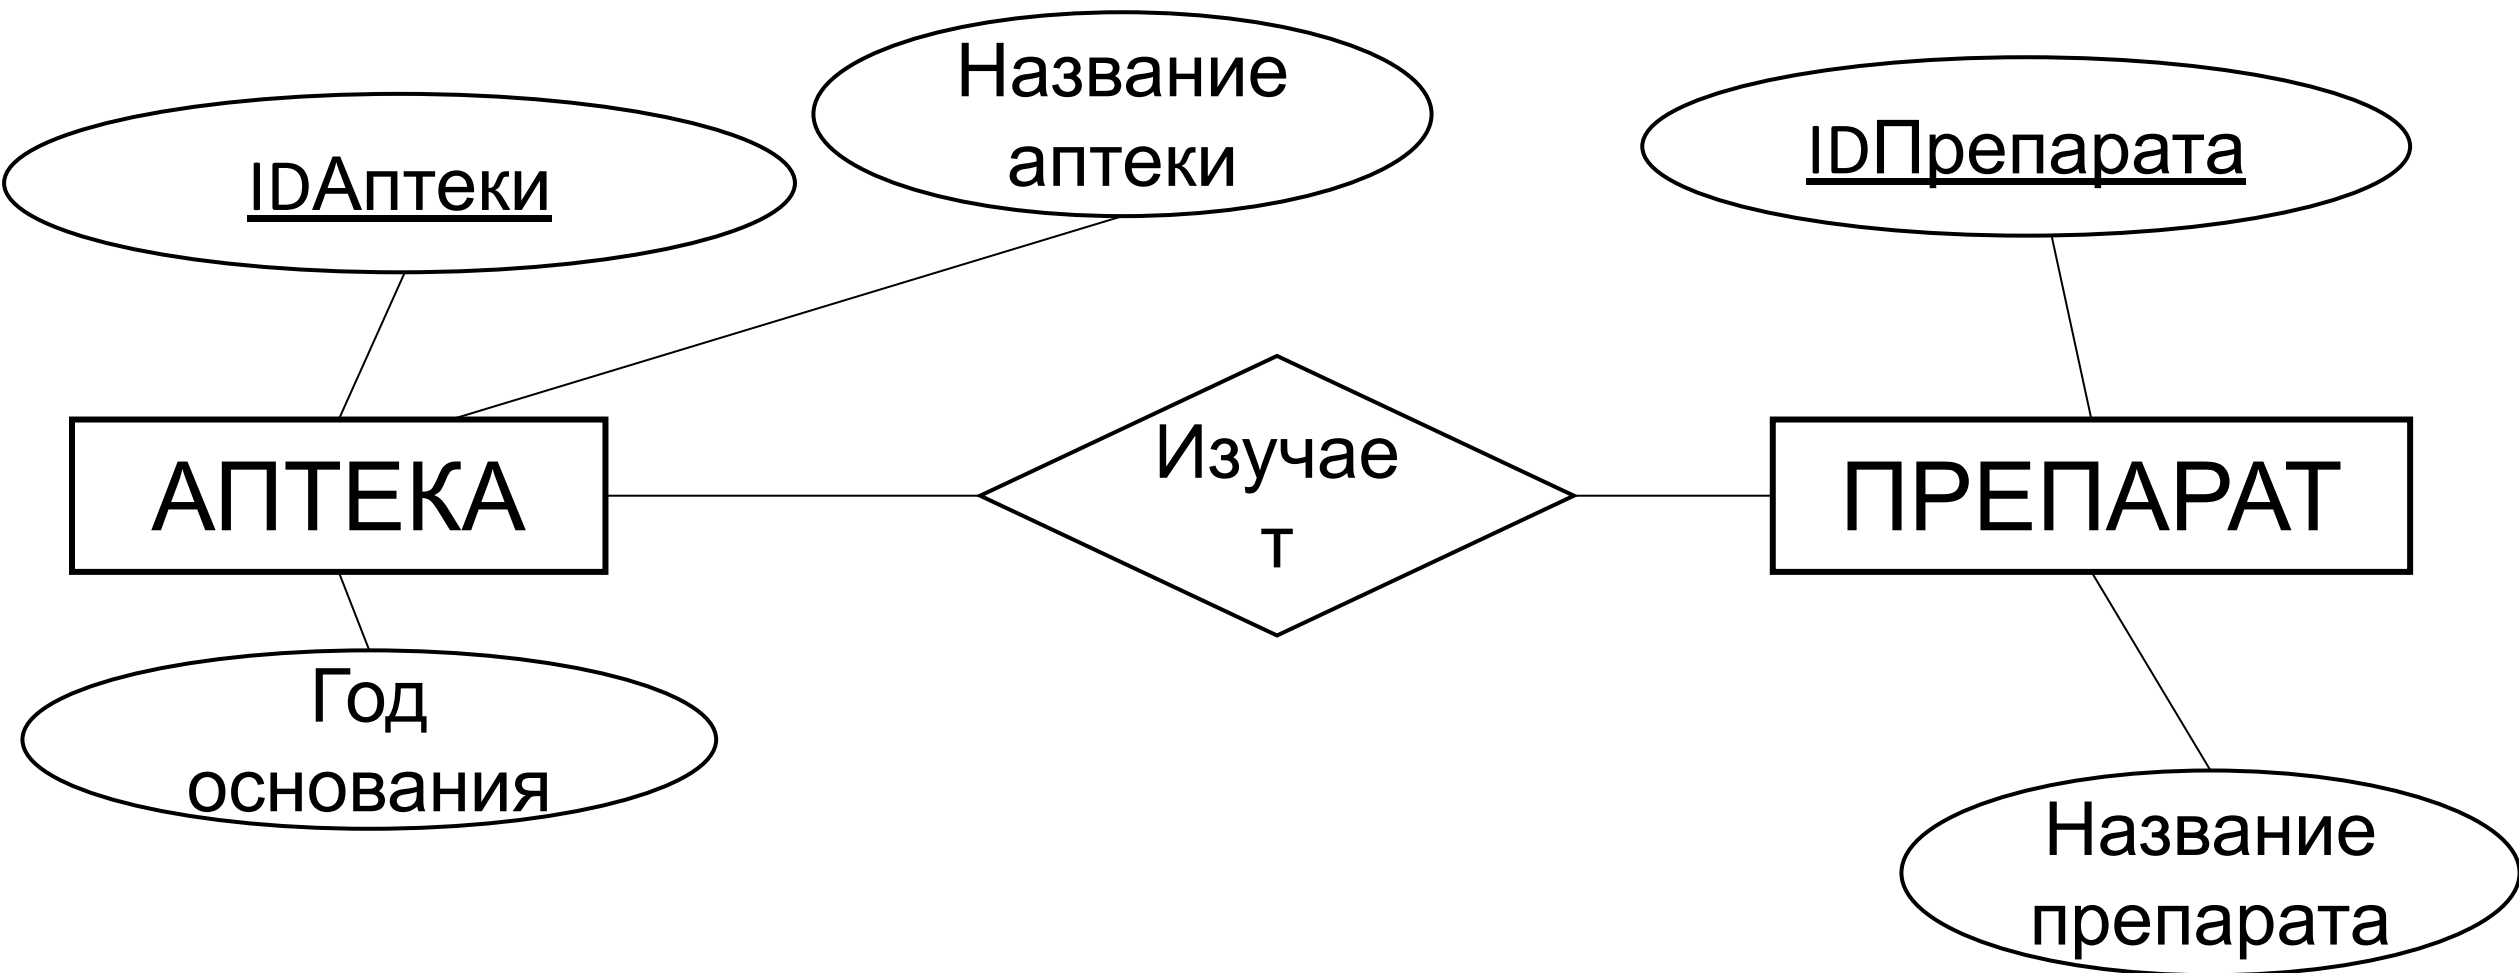 Название
аптеки
IDАптеки
IDПрепарата
АПТЕКА
Изучае
т
ПРЕПАРАТ
Год
основания
Название
препарата